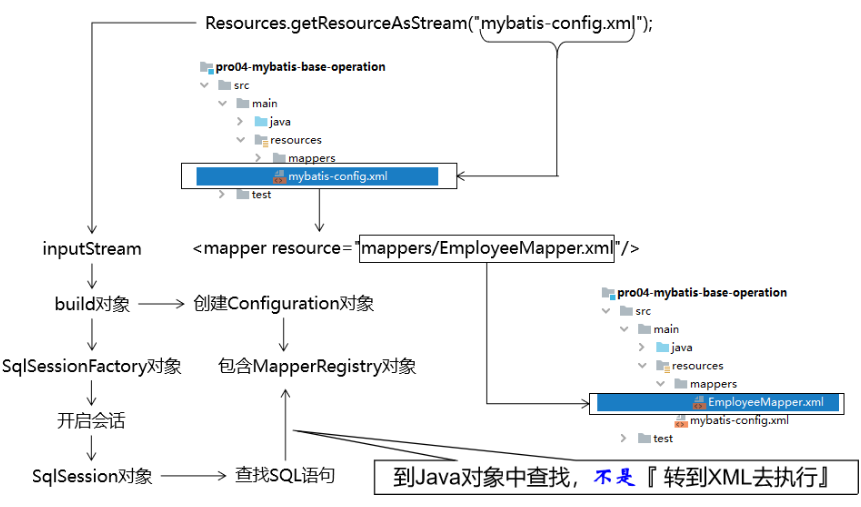 Resources.getResourceAsStream("mybatis-config.xml");
pro04-mybatis-base-operation
src
main
java
resources
mappers
mybatis-config.xml
test
inputStream
<mapper resource="mappers/EmployeeMapper.xml"/>
build对象
创建Configuration对象
pro04-mybatis-base-operation
src
main
java
resources
mappers
EmployeeMapper.xml
mybatis-config.xml
test
SqlSessionFactory对象
包含MapperRegistry对象
开启会话
SqlSession对象
查找SQL语句
到Java对象中查找，不是『 转到XML去执行』